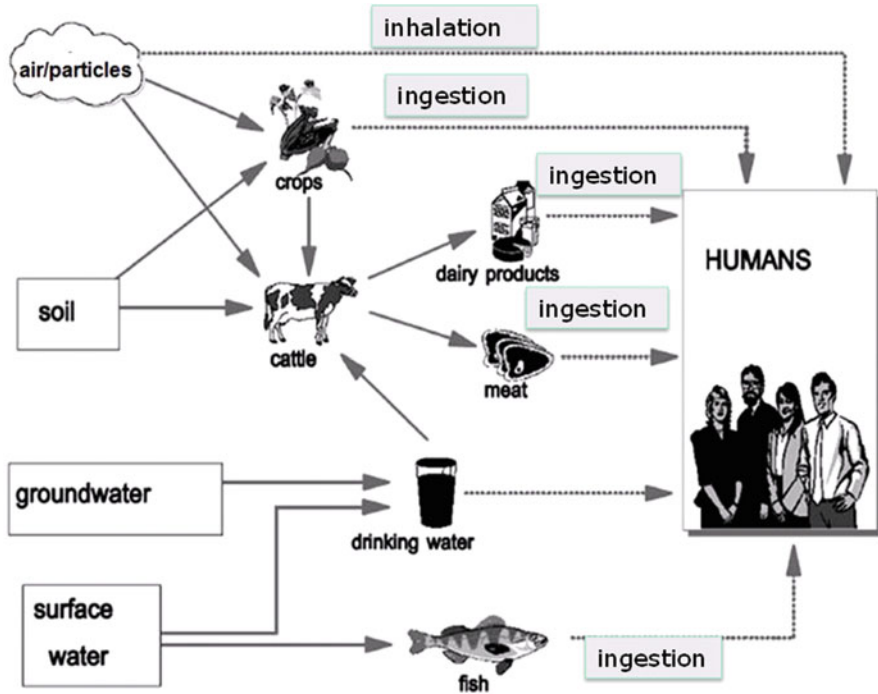 inhalation
air/particles
ingestion
crops
ingestion
dairy products
HUMANS
soil
cattle
ingestion
meat
groundwater
drinking water
surface
water
fish
ingestion